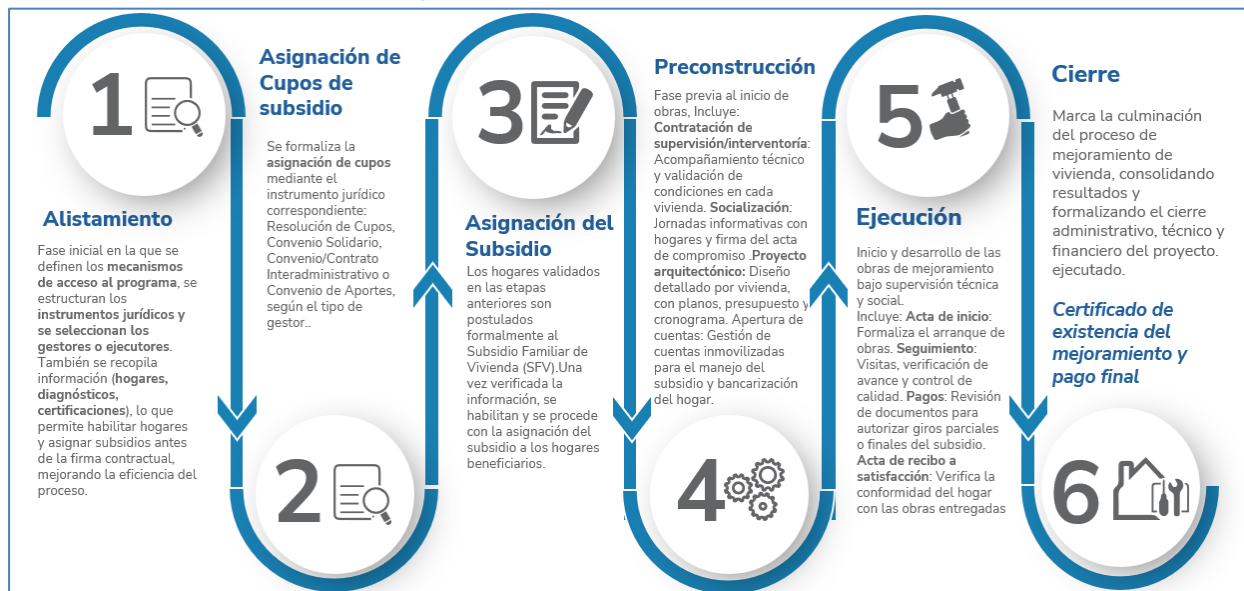 1
Alistamiento
Fase inicial en la que se
definen los mecanismos
de acceso al programa, se
estructuran los
instrumentos jurídicos y
se seleccionan los
gestores o ejecutores.
También se recopila
información (hogares,
diagnósticos,
certificaciones), lo que
permite habilitar hogares
y asignar subsidios antes
de la firma contractual,
mejorando la eficiencia del
proceso.
Asignación de
Cupos de
subsidio
Se formaliza la
asignación de cupos
mediante el
instrumento jurídico
correspondiente:
Resolución de Cupos,
Convenio Solidario,
Convenio/Contrato
Interadministrativo o
Convenio de Aportes,
según el tipo de
gestor..
2
3
Asignación del
Subsidio
Los hogares validados
en las etapas
anteriores son
postulados
formalmente al
Subsidio Familiar de
Vivienda (SFV).Una
vez verificada la
información, se
habilitan y se procede
con la asignación del
subsidio a los hogares
beneficiarios.
Preconstrucción
Fase previa al inicio de
obras, Incluye:
Contratación de
supervisión/interventoría:
Acompañamiento técnico
y validación de
condiciones en cada
vivienda. Socialización:
Jornadas informativas con
hogares y firma del acta
de compromiso .Proyecto
arquitectónico: Diseño
detallado por vivienda,
con planos, presupuesto y
cronograma. Apertura de
cuentas: Gestión de
cuentas inmovilizadas
para el manejo del
subsidio y bancarización
del hogar.
4
5
Ejecución
Inicio y desarrollo de las
obras de mejoramiento
bajo supervisión técnica
y social.
Incluye: Acta de inicio:
Formaliza el arranque de
obras. Seguimiento:
Visitas, verificación de
avance y control de
calidad. Pagos: Revisión
de documentos para
autorizar giros parciales
o finales del subsidio.
Acta de recibo a
satisfacción: Verifica la
conformidad del hogar
con las obras entregadas
Cierre
Marca la culminación
del proceso de
mejoramiento de
vivienda, consolidando
resultados y
formalizando el cierre
administrativo, técnico y
financiero del proyecto.
ejecutado.
Certificado de
existencia del
mejoramiento y
pago final
6